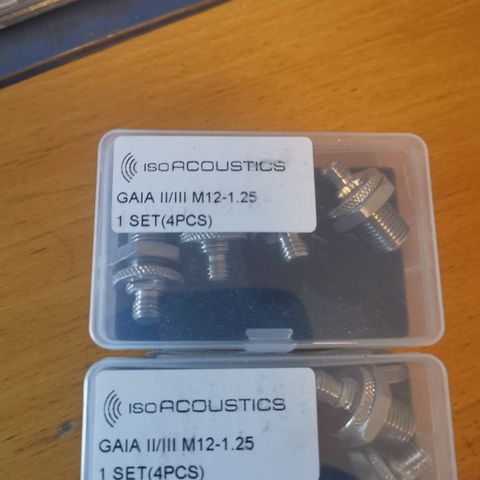 isoACOUSTICS
GAIA II/III M12-1.25
1 SET(4PCS)
isoACOUSTICS
GAIA II/III M12-1.25
1 SET(4PCS)